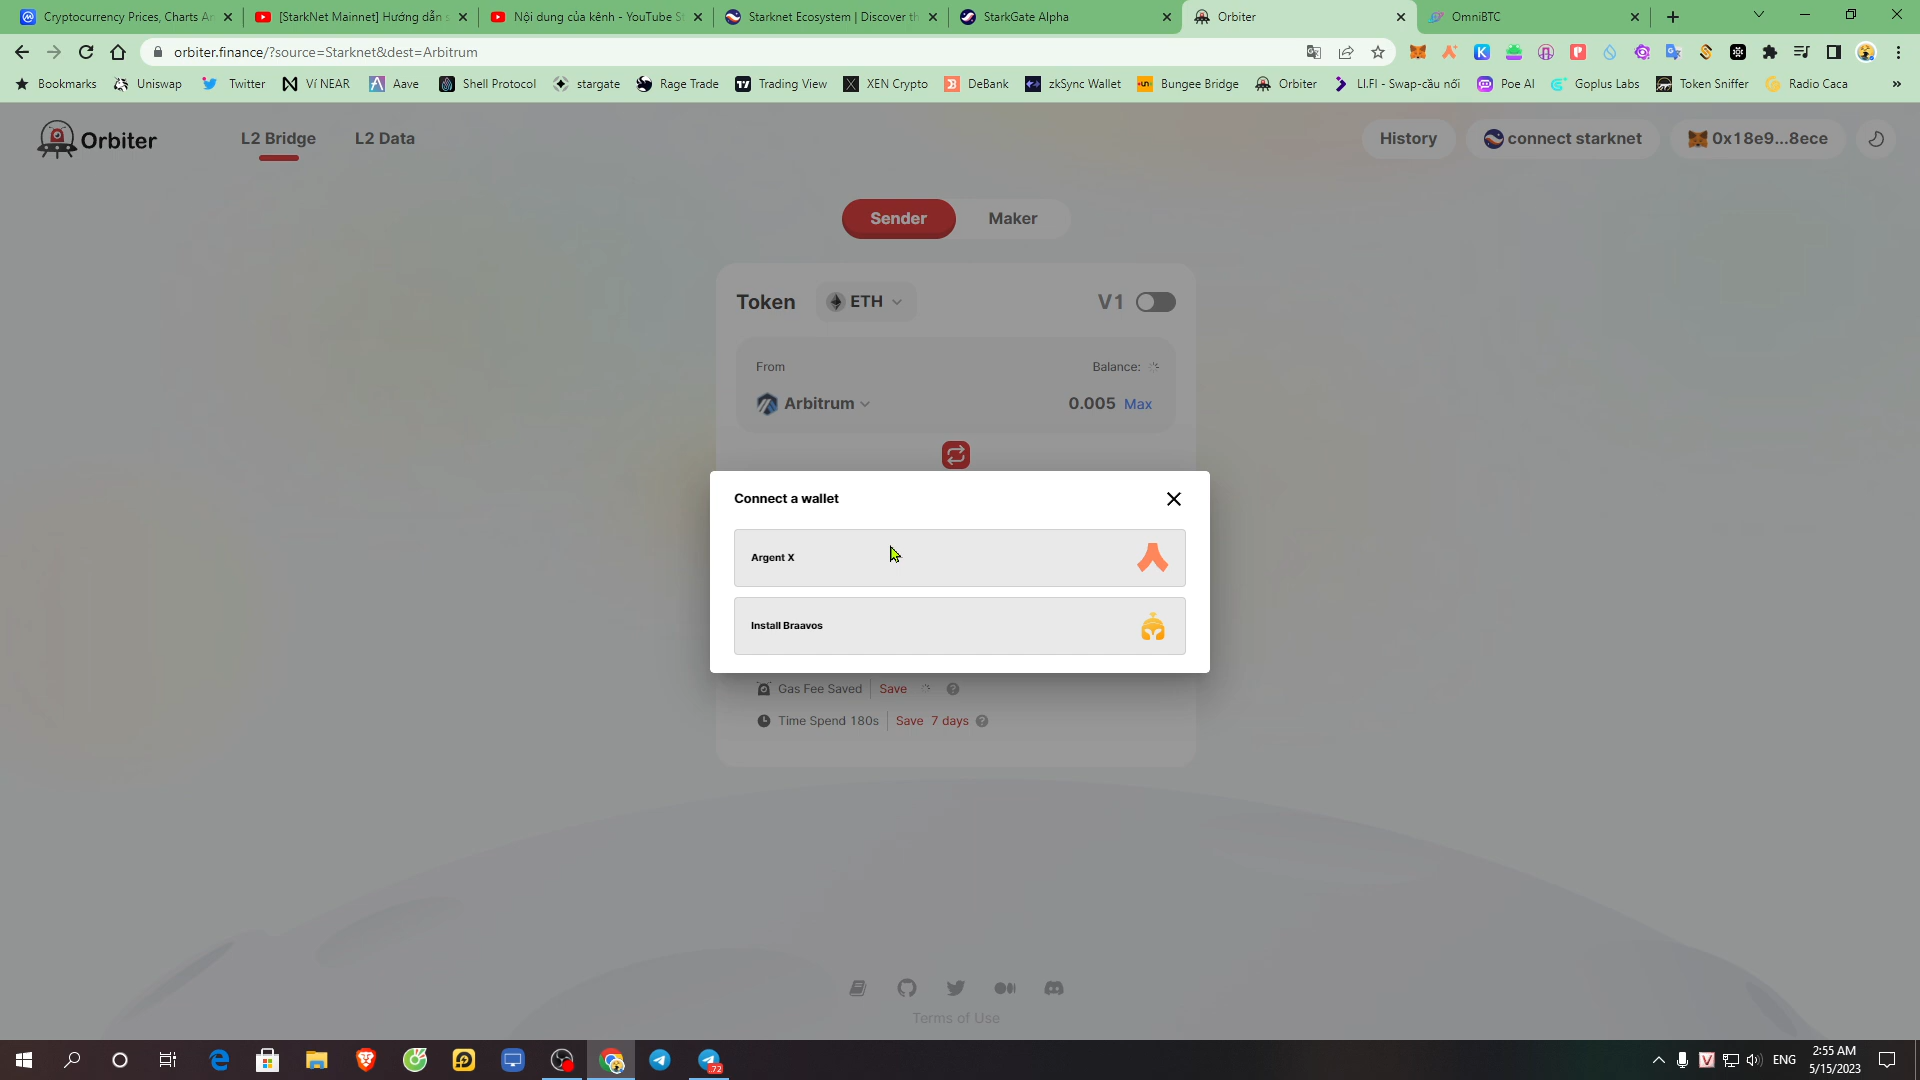 Cryptocurrency Prices, Charts Ar
[StarkNet Mainnet] Hướng dẫn s
Nội dung của kênh - YouTube St
Starknet Ecosystem | Discover th
StarkGate Alpha
Orbiter
OmniBTC
orbiter.finance/?source=Starknet&dest=Arbitrum
Bookmarks
Uniswap
Twitter
Ví NEAR
Aave
Shell Protocol
stargate
Rage Trade
Trading View
XEN Crypto
DeBank
zkSync Wallet
Bungee Bridge
Orbiter
LI.FI - Swap-cầu nối
Poe AI
Goplus Labs
Token Sniffer
Radio Caca
»
Orbiter
L2 Bridge
L2 Data
History
connect starknet
0x18e9...8ece
Sender
Maker
Token
ETH
V1
From
Balance:
Arbitrum
0.005 Max
Connect a wallet
Argent X
Install Braavos
Gas Fee Saved
Save
Time Spend 180s
Save 7 days
Terms of Use
72
ENG
2:55 AM
5/15/2023